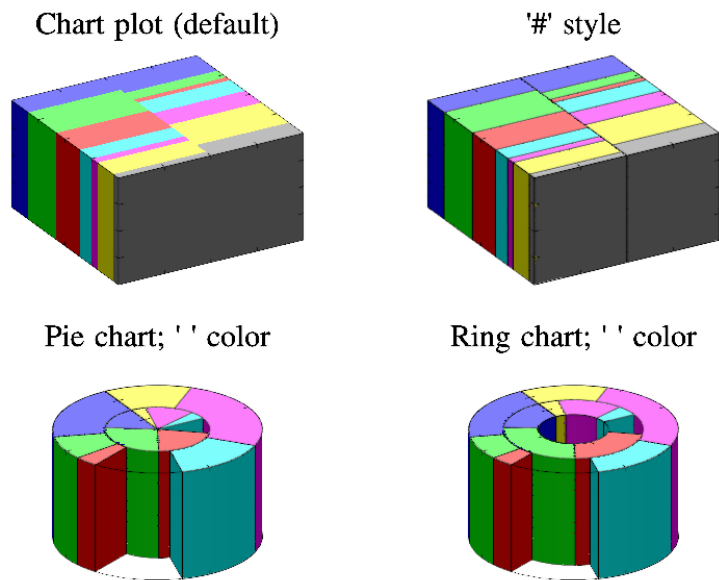 Chart plot (default)
'#' style
Pie chart; ' ' color
Ring chart; ' ' color